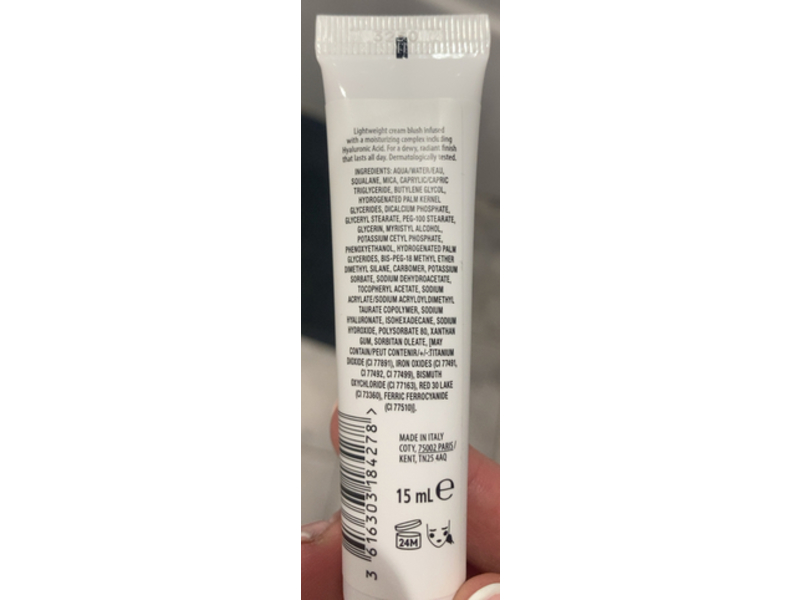 Lightweight cream blush infused
with a moisturizing complex including
Hyaluronic Acid. For a dewy, radiant finish
that lasts all day. Dermatologically tested.
INGREDIENTS: AQUA/WATER/EAU,
SQUALANE, MICA, CAPRYLIC/CAPRIC
TRIGLYCERIDE, BUTYLENE GLYCOL,
HYDROGENATED PALM KERNEL
GLYCERIDES, DICALCIUM PHOSPHATE,
GLYCERYL STEARATE, PEG-100 STEARATE,
GLYCERIN, MYRISTYL ALCOHOL,
POTASSIUM CETYL PHOSPHATE,
PHENOXYETHANOL, HYDROGENATED PALM
GLYCERIDES, BIS-PEG-18 METHYL ETHER
DIMETHYL SILANE, CARBOMER, POTASSIUM
SORBATE, SODIUM DEHYDROACETATE,
TOCOPHERYL ACETATE, SODIUM
ACRYLATE/SODIUM ACRYLOYLDIMETHYL
TAURATE COPOLYMER, SODIUM
HYALURONATE, ISOHEXADECANE, SODIUM
HYDROXIDE, POLYSORBATE 80, XANTHAN
GUM, SORBITAN OLEATE, [MAY
CONTAIN/PEUT CONTENIR/+/-:TITANIUM
DIOXIDE (CI 77891), IRON OXIDES (CI 77491,
CI 77492, CI 77499), BISMUTH
OXYCHLORIDE (CI 77163), RED 30 LAKE
(CI 73360), FERRIC FERROCYANIDE
(CI 77510)].
MADE IN ITALY
COTY, 75002 PARIS /
KENT, TN25 4AQ
15 mL e
24M
3 616303 184278 >